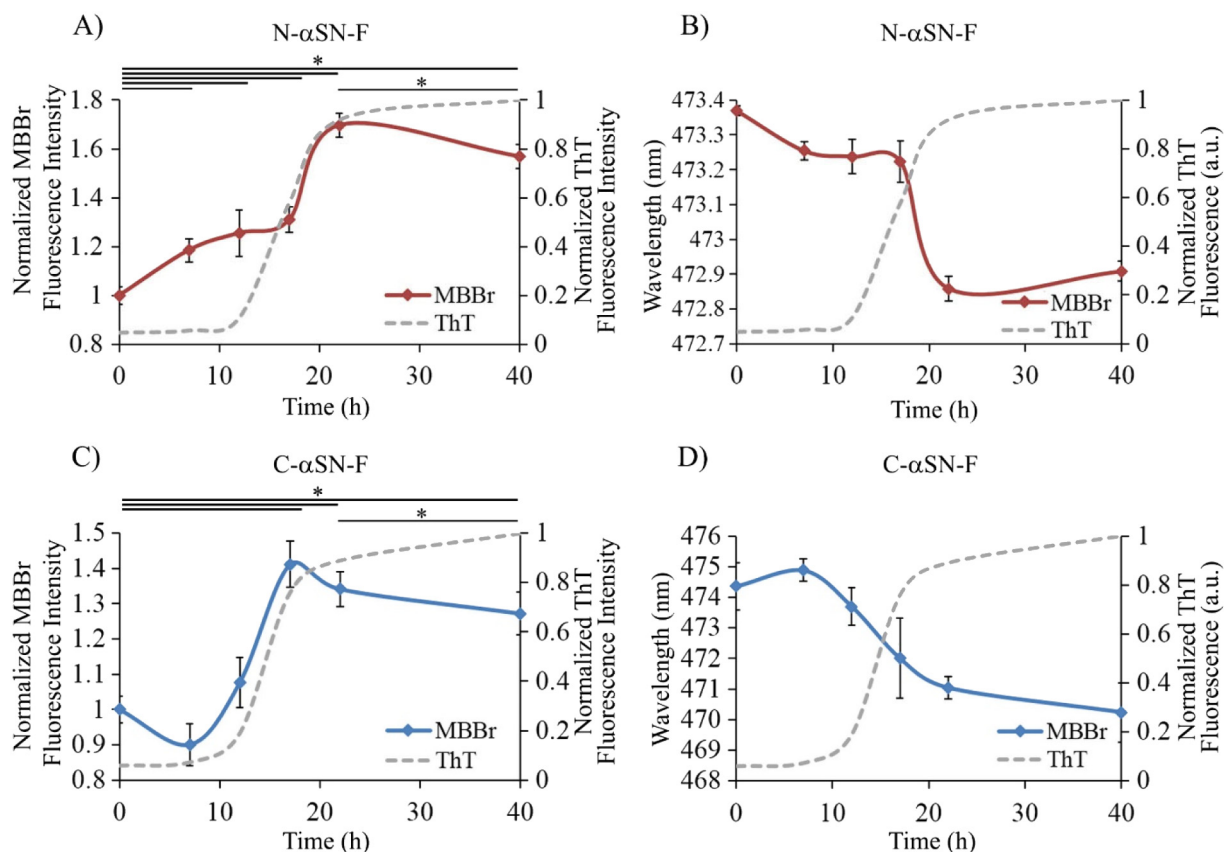 A)
N-αSN-F
*
*
Normalized MBBr
Fluorescence Intensity
1.8
1.6
1.4
1.2
1
0.8
1
0.8
0.6
0.4
0.2
0
Normalized ThT
Fluorescence Intensity
MBBr
ThT
0
10
20
30
40
Time (h)
B)
N-αSN-F
Wavelength (nm)
473.4
473.3
473.2
473.1
473
472.9
472.8
472.7
1
0.8
0.6
0.4
0.2
0
Normalized ThT
Fluorescence (a.u.)
MBBr
ThT
0
10
20
30
40
Time (h)
C)
C-αSN-F
*
*
Normalized MBBr
Fluorescence Intensity
1.5
1.4
1.3
1.2
1.1
1
0.9
0.8
1
0.8
0.6
0.4
0.2
0
Normalized ThT
Fluorescence Intensity
MBBr
ThT
0
10
20
30
40
Time (h)
D)
C-αSN-F
Wavelength (nm)
476
475
474
473
472
471
470
469
468
1
0.8
0.6
0.4
0.2
0
Normalized ThT
Fluorescence (a.u.)
MBBr
ThT
0
10
20
30
40
Time (h)